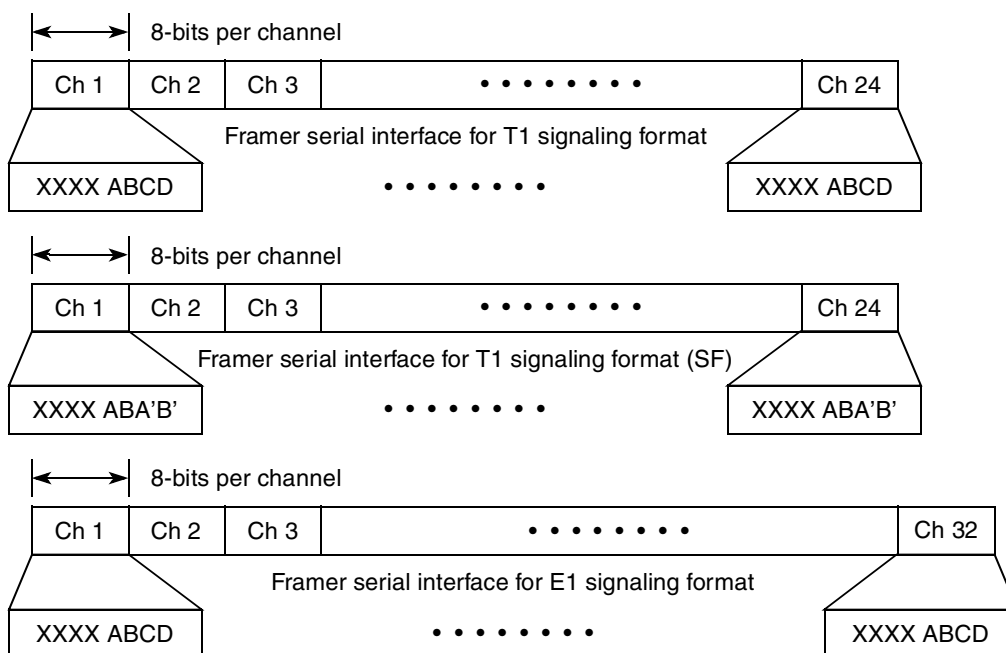 8-bits per channel
Ch 1 Ch 2 Ch 3 • • • • • • • • Ch 24
Framer serial interface for T1 signaling format
XXXX ABCD • • • • • • • • XXXX ABCD
8-bits per channel
Ch 1 Ch 2 Ch 3 • • • • • • • • Ch 24
Framer serial interface for T1 signaling format (SF)
XXXX ABA'B' • • • • • • • • XXXX ABA'B'
8-bits per channel
Ch 1 Ch 2 Ch 3 • • • • • • • • Ch 32
Framer serial interface for E1 signaling format
XXXX ABCD • • • • • • • • XXXX ABCD